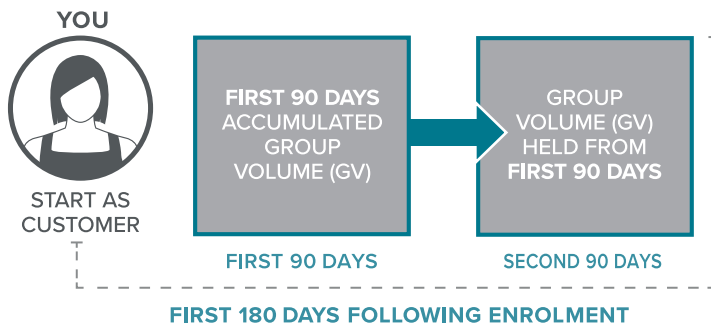 YOU
START AS
CUSTOMER
FIRST 90 DAYS
ACCUMULATED
GROUP
VOLUME (GV)
FIRST 90 DAYS
GROUP
VOLUME (GV)
HELD FROM
FIRST 90 DAYS
SECOND 90 DAYS
FIRST 180 DAYS FOLLOWING ENROLMENT